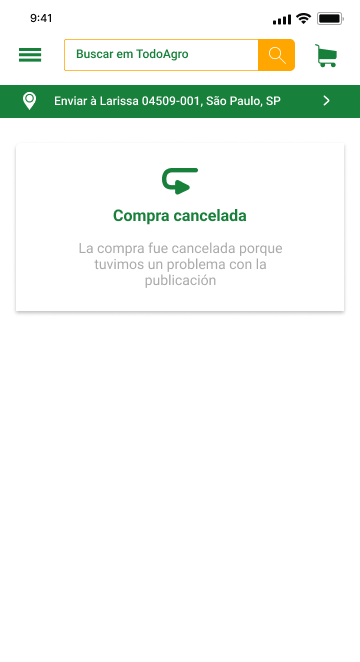 9:41
Buscar em TodoAgro
Enviar à Larissa 04509-001, São Paulo, SP
Compra cancelada
La compra fue cancelada porque
tuvimos un problema con la
publicación